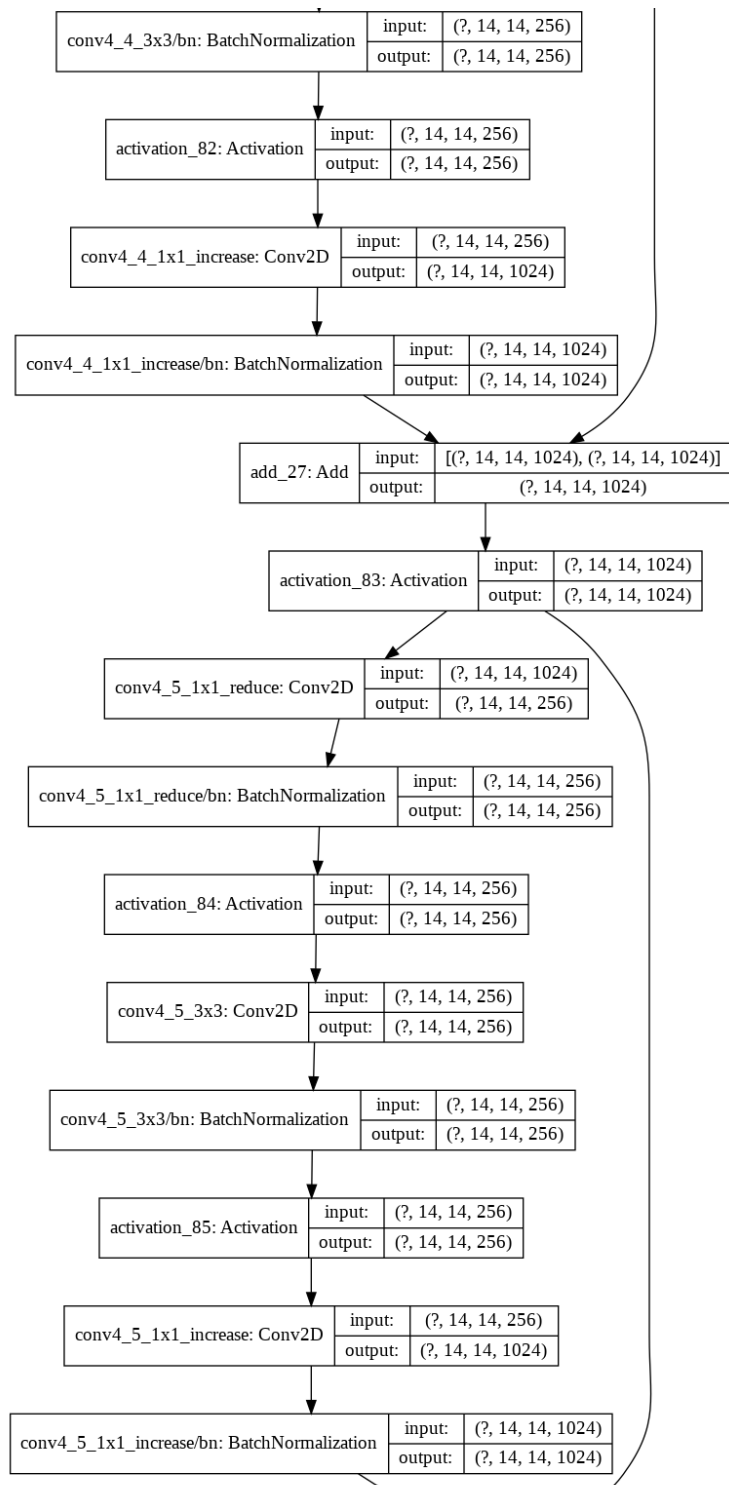 conv4_4_3x3/bn: BatchNormalization input: (?, 14, 14, 256)
output: (?, 14, 14, 256)
activation_82: Activation input: (?, 14, 14, 256)
output: (?, 14, 14, 256)
conv4_4_1x1_increase: Conv2D input: (?, 14, 14, 256)
output: (?, 14, 14, 1024)
conv4_4_1x1_increase/bn: BatchNormalization input: (?, 14, 14, 1024)
output: (?, 14, 14, 1024)
add_27: Add input: [(?, 14, 14, 1024), (?, 14, 14, 1024)]
output: (?, 14, 14, 1024)
activation_83: Activation input: (?, 14, 14, 1024)
output: (?, 14, 14, 1024)
conv4_5_1x1_reduce: Conv2D input: (?, 14, 14, 1024)
output: (?, 14, 14, 256)
conv4_5_1x1_reduce/bn: BatchNormalization input: (?, 14, 14, 256)
output: (?, 14, 14, 256)
activation_84: Activation input: (?, 14, 14, 256)
output: (?, 14, 14, 256)
conv4_5_3x3: Conv2D input: (?, 14, 14, 256)
output: (?, 14, 14, 256)
conv4_5_3x3/bn: BatchNormalization input: (?, 14, 14, 256)
output: (?, 14, 14, 256)
activation_85: Activation input: (?, 14, 14, 256)
output: (?, 14, 14, 256)
conv4_5_1x1_increase: Conv2D input: (?, 14, 14, 256)
output: (?, 14, 14, 1024)
conv4_5_1x1_increase/bn: BatchNormalization input: (?, 14, 14, 1024)
output: (?, 14, 14, 1024)